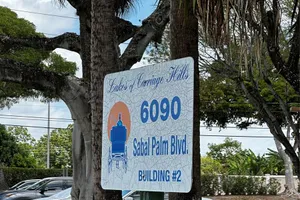 Lakes of Carriage Hills
6090
Sabal Palm Blvd.
BUILDING #2